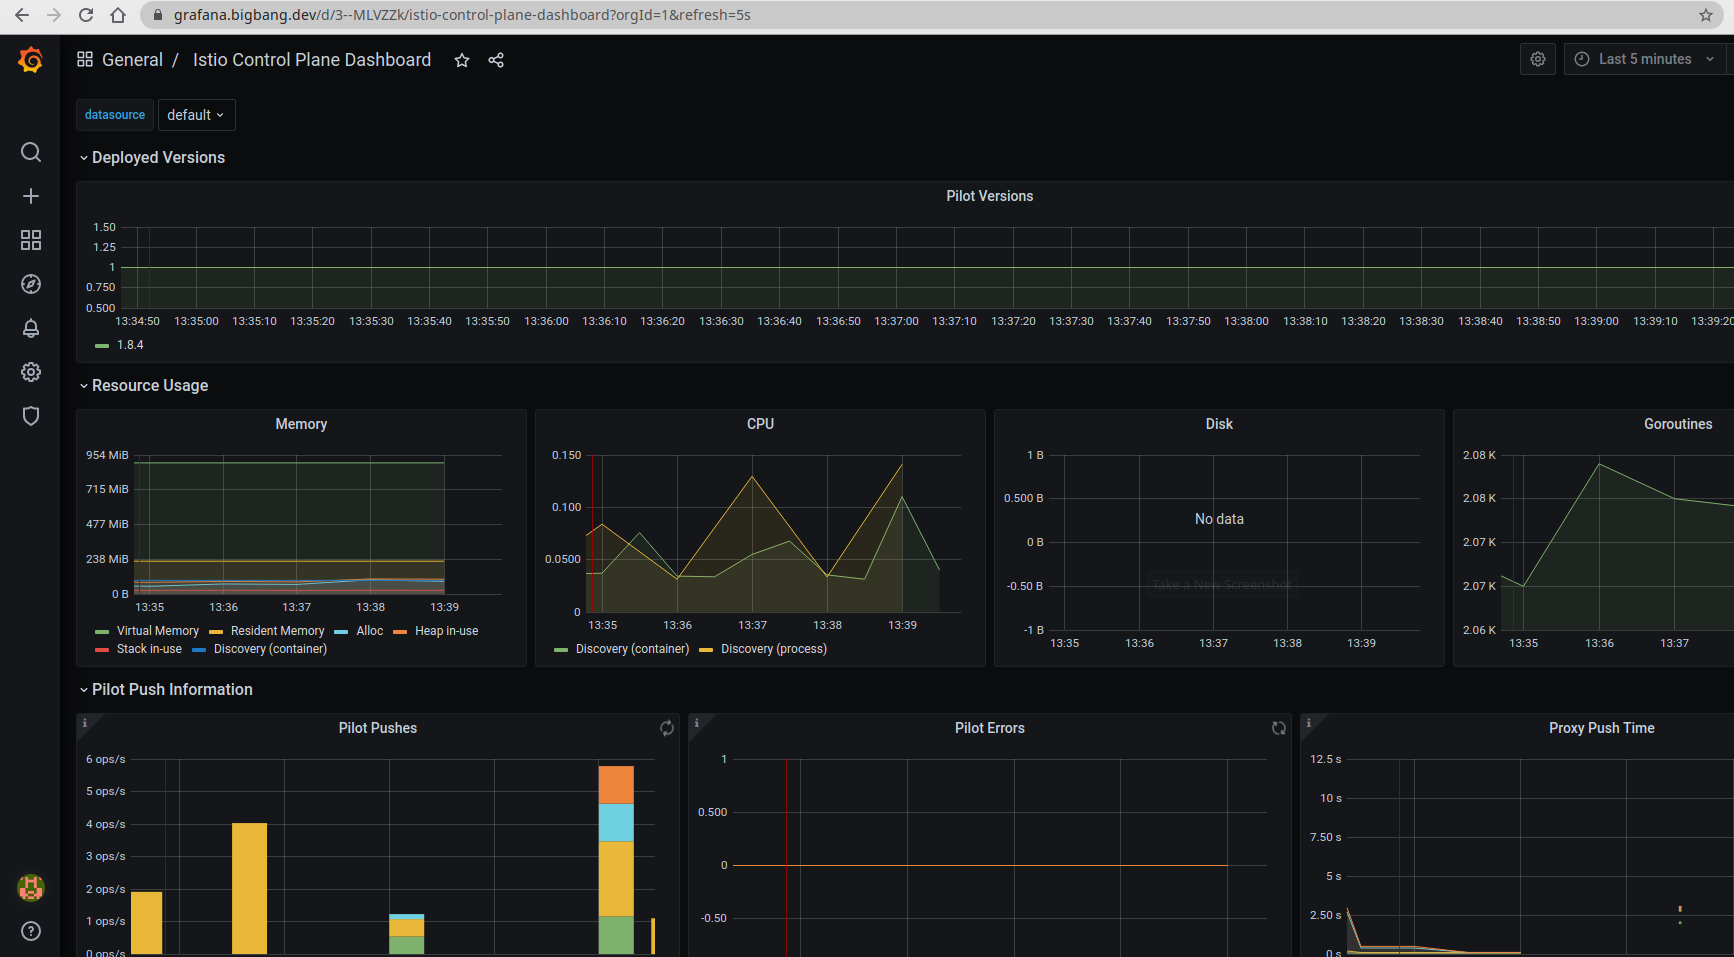 grafana.bigbang.dev/d/3--MLVZZk/istio-control-plane-dashboard?orgId=1&refresh=5s
General / Istio Control Plane Dashboard
Last 5 minutes
datasource default
Deployed Versions
Pilot Versions
1.50
1.25
1
0.750
0.500
13:34:50 13:35:00 13:35:10 13:35:20 13:35:30 13:35:40 13:35:50 13:36:00 13:36:10 13:36:20 13:36:30 13:36:40 13:36:50 13:37:00 13:37:10 13:37:20 13:37:30 13:37:40 13:37:50 13:38:00 13:38:10 13:38:20 13:38:30 13:38:40 13:38:50 13:39:00 13:39:10 13:39:20
1.8.4
Resource Usage
Memory
954 MiB
715 MiB
477 MiB
238 MiB
0 B
13:35 13:36 13:37 13:38 13:39
Virtual Memory Resident Memory Alloc Heap in-use
Stack in-use Discovery (container)
CPU
0.150
0.100
0.0500
0
13:35 13:36 13:37 13:38 13:39
Discovery (container) Discovery (process)
Disk
1 B
0.500 B
No data
0 B
-0.50 B
Take a New Screenshot
-1 B
13:35 13:36 13:37 13:38 13:39
Goroutines
2.08 K
2.08 K
2.07 K
2.07 K
2.06 K
13:35 13:36 13:37
Pilot Push Information
Pilot Pushes
6 ops/s
5 ops/s
4 ops/s
3 ops/s
2 ops/s
1 ops/s
0 ops/s
Pilot Errors
1
0.500
0
-0.50
Proxy Push Time
12.5 s
10 s
7.50 s
5 s
2.50 s
0 s